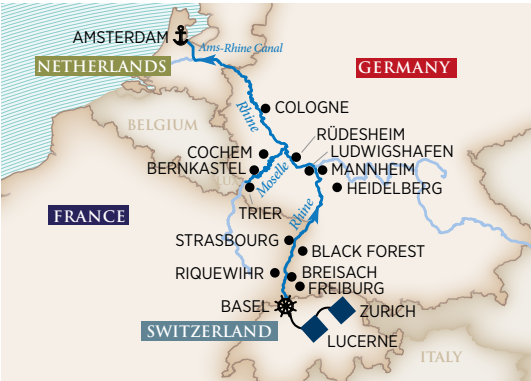 AMSTERDAM
Ams-Rhine Canal
NETHERLANDS
GERMANY
COLOGNE
Rhine
BELGIUM
RÜDESHEIM
COCHEM
LUDWIGSHAFEN
BERNKASTEL
MANNHEIM
LUX
Moselle
HEIDELBERG
TRIER
FRANCE
Rhine
STRASBOURG
BLACK FOREST
RIQUEWIHR
BREISACH
FREIBURG
BASEL
ZURICH
SWITZERLAND
LUCERNE
ITALY